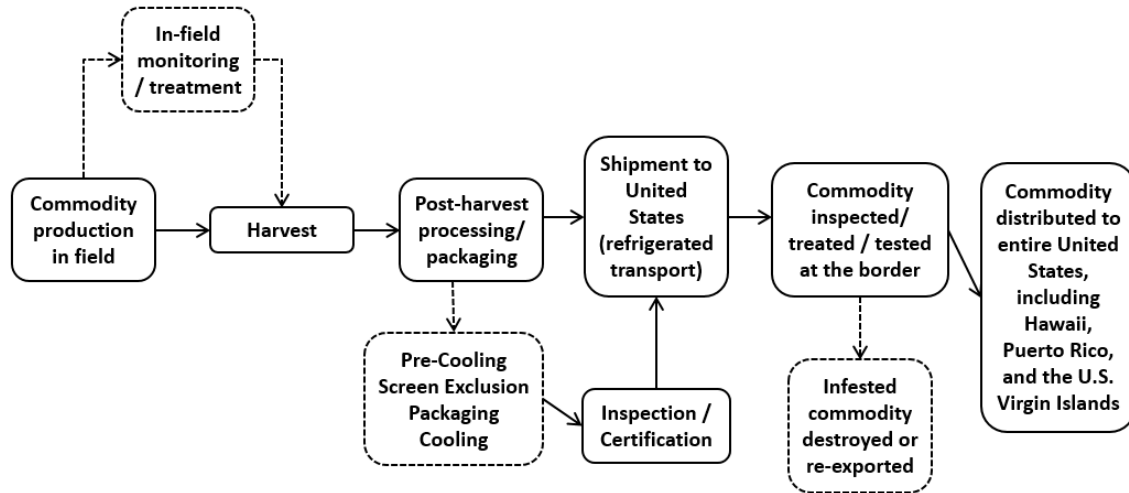 In-field
monitoring
/ treatment
Commodity
production
in field
Harvest
Post-harvest
processing/
packaging
Shipment to
United
States
(refrigerated
transport)
Commodity
inspected/
treated / tested
at the border
Commodity
distributed to
entire United
States,
including
Hawaii,
Puerto Rico,
and the U.S.
Virgin Islands
Pre-Cooling
Screen Exclusion
Packaging
Cooling
Inspection /
Certification
Infested
commodity
destroyed or
re-exported